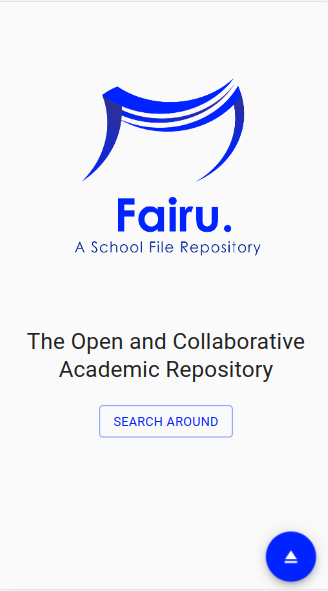 Fairu.
A School File Repository
The Open and Collaborative
Academic Repository
SEARCH AROUND